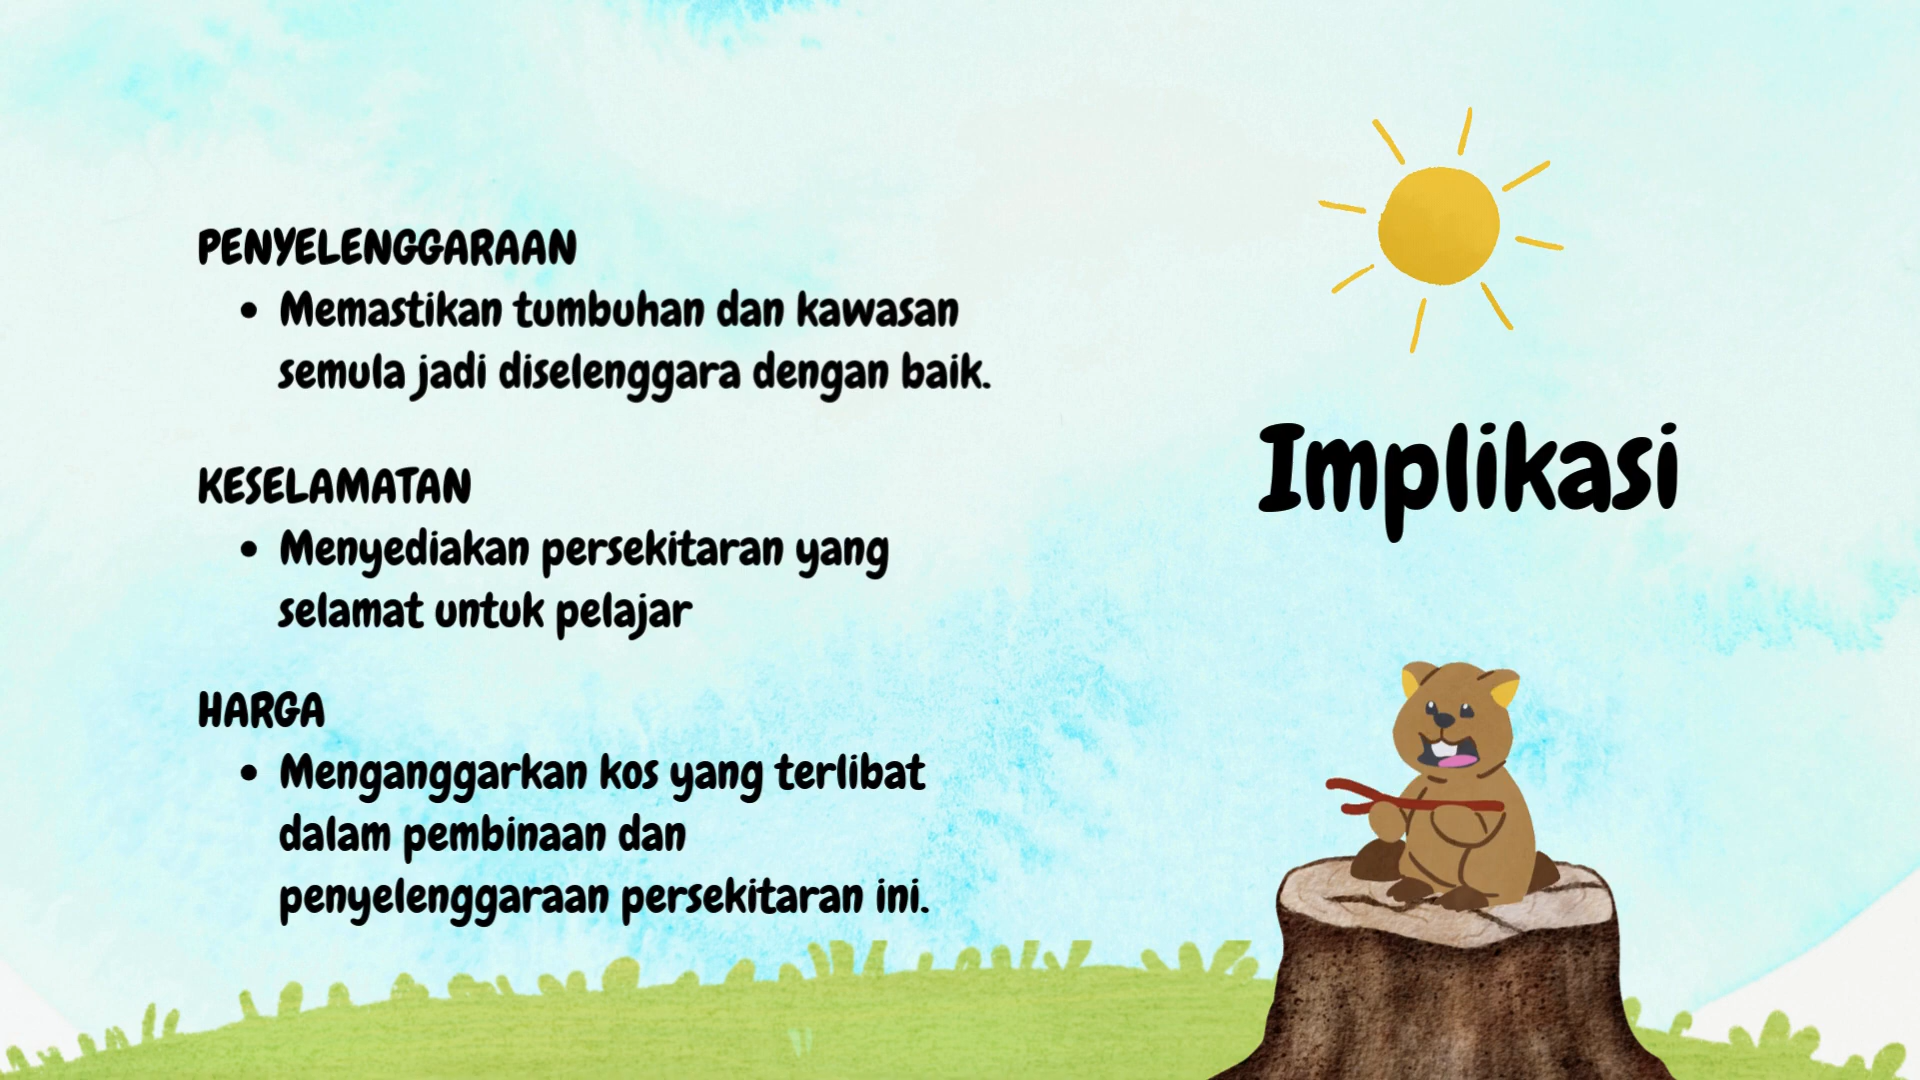 PENYELENGGARAAN
• Memastikan tumbuhan dan kawasan
semula jadi diselenggara dengan baik.
KESELAMATAN
• Menyediakan persekitaran yang
selamat untuk pelajar
HARGA
• Menganggarkan kos yang terlibat
dalam pembinaan dan
penyelenggaraan persekitaran ini.
Implikasi